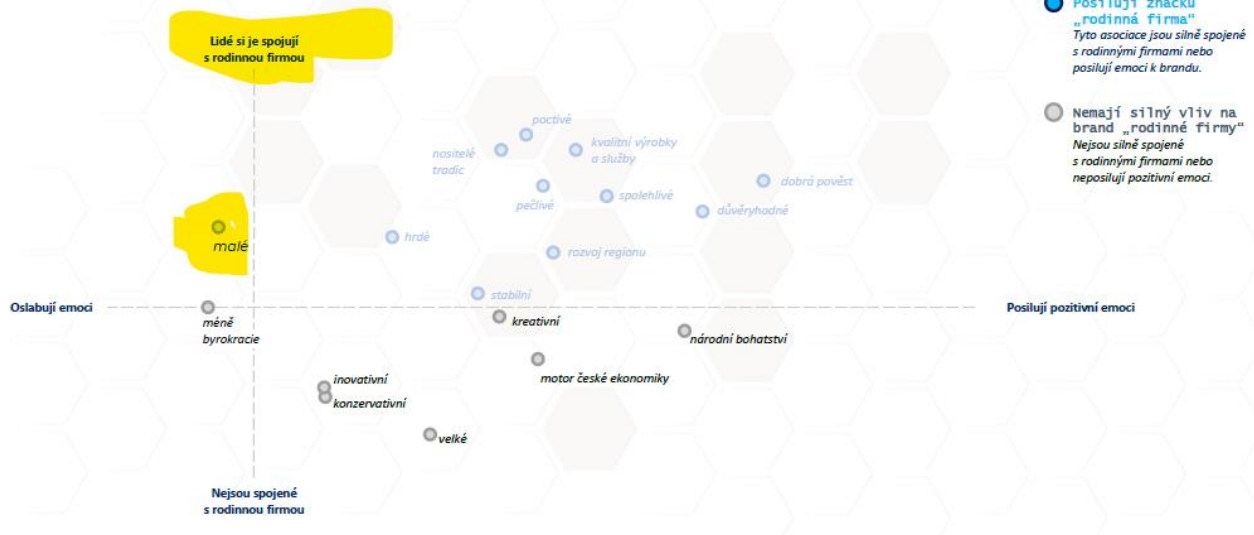 Posilují značku
„rodinná firma“
Tyto asociace jsou silně spojené
s rodinnými firmami nebo
posilují emoci k brandu.
Nemají silný vliv na
brand „rodinné firmy“
Nejsou silně spojené
s rodinnými firmami nebo
neposilují pozitivní emoci.
Lidé si je spojují
s rodinnou firmou
poctivé
nositelé
tradic
kvalitní výrobky
a služby
dobrá pověst
pečlivé
spolehlivé
důvěryhodné
hrdé
malé
rozvoj regionu
stabilní
Oslabují emoci
Posilují pozitivní emoci
méně
byrokracie
kreativní
národní bohatství
motor české ekonomiky
inovativní
konzervativní
velké
Nejsou spojené
s rodinnou firmou